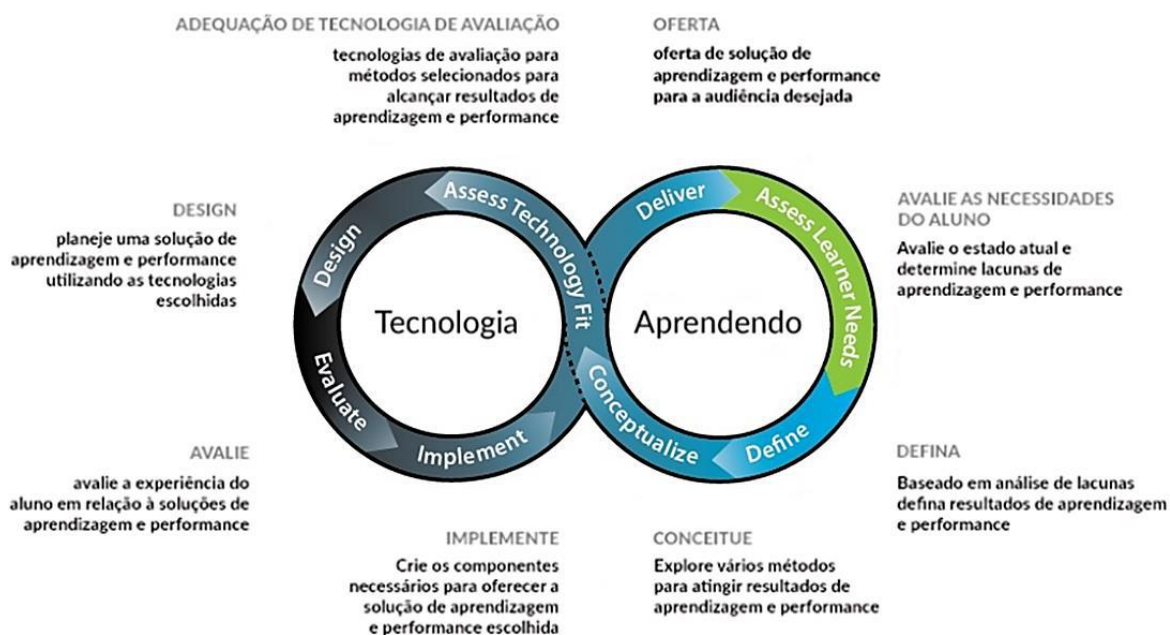 ADEQUAÇÃO DE TECNOLOGIA DE AVALIAÇÃO
tecnologias de avaliação para
métodos selecionados para
alcançar resultados de
aprendizagem e performance
OFERTA
oferta de solução de
aprendizagem e performance
para a audiência desejada
DESIGN
planeje uma solução de
aprendizagem e performance
utilizando as tecnologias
escolhidas
Assess Technology Fit
Design
Evaluate
Implement
Tecnologia
Deliver
Assess Learner Needs
Define
Conceptualize
Aprendendo
AVALIE AS NECESSIDADES
DO ALUNO
Avalie o estado atual e
determine lacunas de
aprendizagem e performance
AVALIE
avalie a experiência do
aluno em relação à soluções de
aprendizagem e performance
DEFINA
Baseado em análise de lacunas
defina resultados de aprendizagem
e performance
IMPLEMENTE
Crie os componentes
necessários para oferecer a
solução de aprendizagem
e performance escolhida
CONCEITUE
Explore vários métodos
para atingir resultados de
aprendizagem e performance